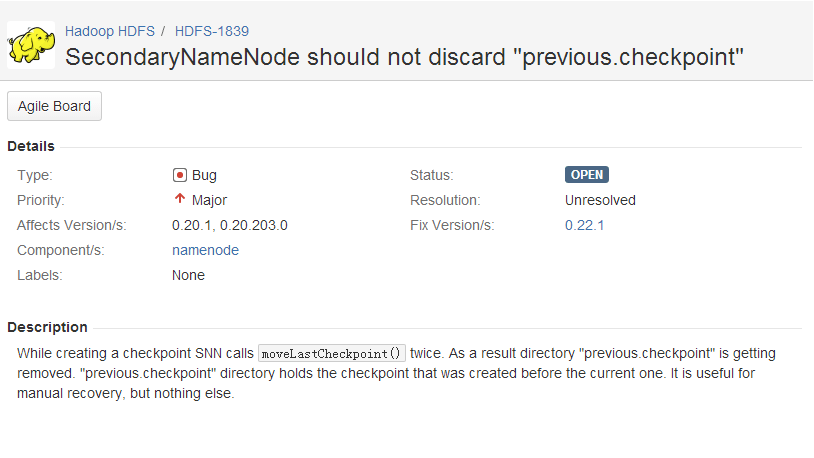 Hadoop HDFS / HDFS-1839
SecondaryNameNode should not discard "previous.checkpoint"
Agile Board
Details
Type: Bug Status: OPEN
Priority: Major Resolution: Unresolved
Affects Version/s: 0.20.1, 0.20.203.0 Fix Version/s: 0.22.1
Component/s: namenode
Labels: None
Description
While creating a checkpoint SNN calls moveLastCheckpoint() twice. As a result directory "previous.checkpoint" is getting
removed. "previous.checkpoint" directory holds the checkpoint that was created before the current one. It is useful for
manual recovery, but nothing else.